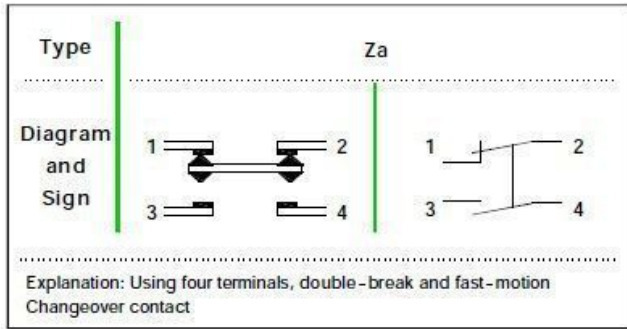 Type
Za
Diagram
and
Sign
1 2
3 4
1 2
3 4
Explanation: Using four terminals, double-break and fast-motion
Changeover contact